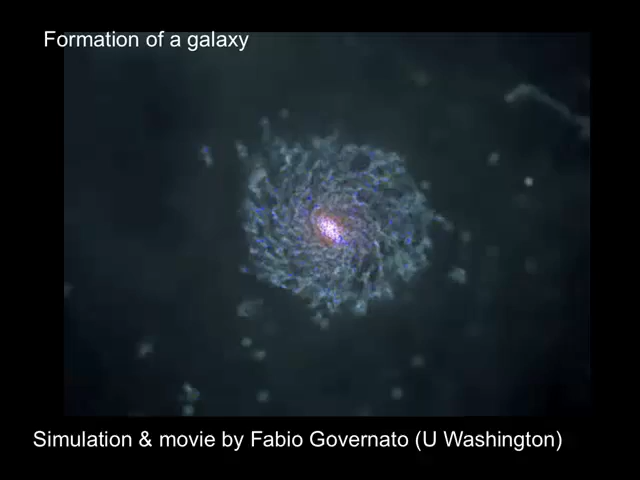 Formation of a galaxy
Simulation & movie by Fabio Governato (U Washington)